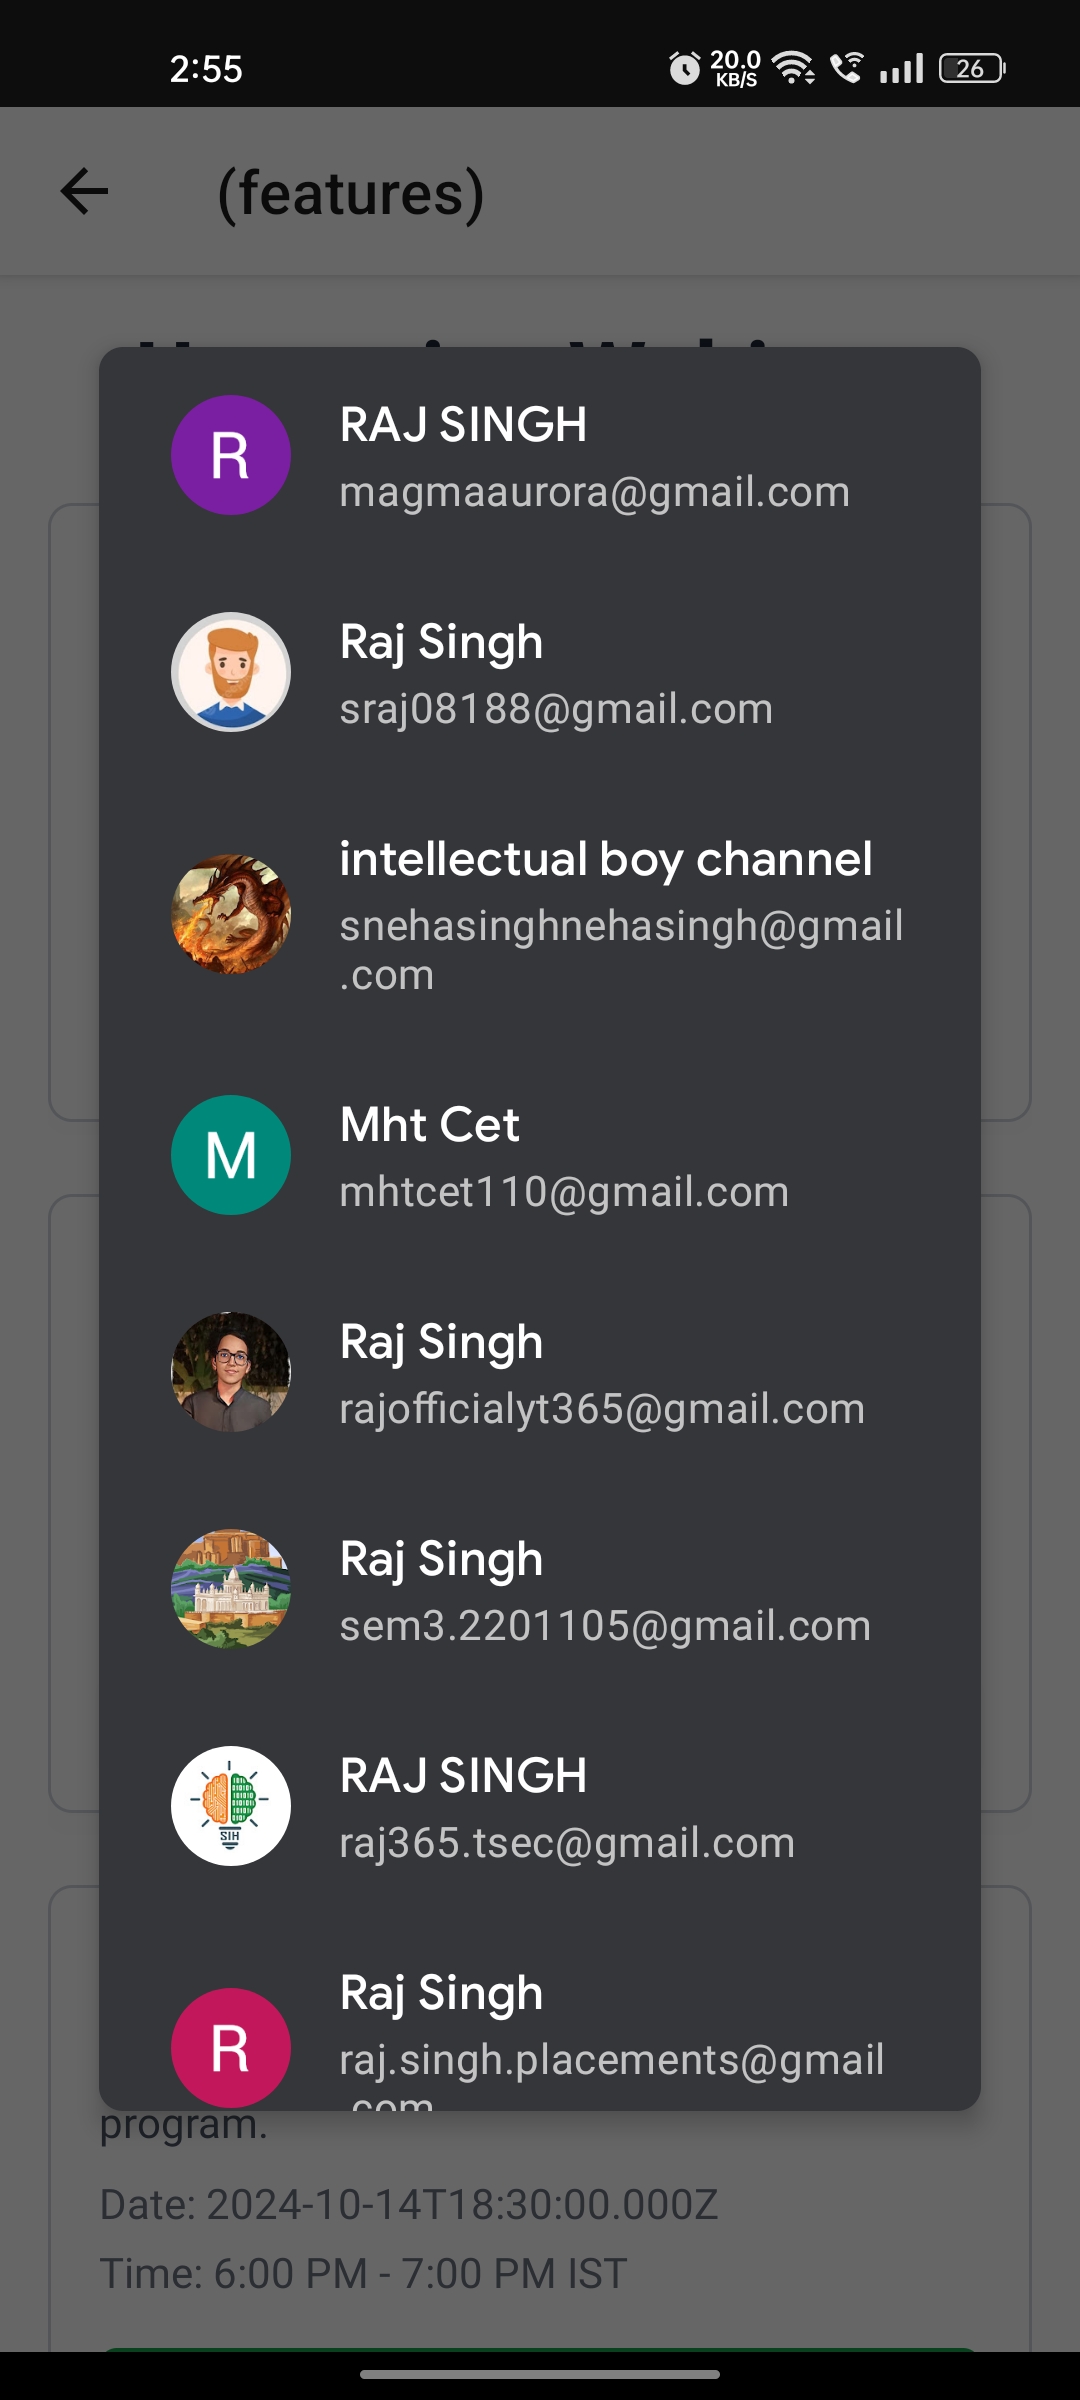 2:55
20.0
KB/S
26
(features)
R
RAJ SINGH
magmaaurora@gmail.com
Raj Singh
sraj08188@gmail.com
intellectual boy channel
snehasinghnehasingh@gmail
.com
M
Mht Cet
mhtcet110@gmail.com
Raj Singh
rajofficialyt365@gmail.com
Raj Singh
sem3.2201105@gmail.com
SIH
RAJ SINGH
raj365.tsec@gmail.com
R
Raj Singh
raj.singh.placements@gmail
.com
program.
Date: 2024-10-14T18:30:00.000Z
Time: 6:00 PM - 7:00 PM IST